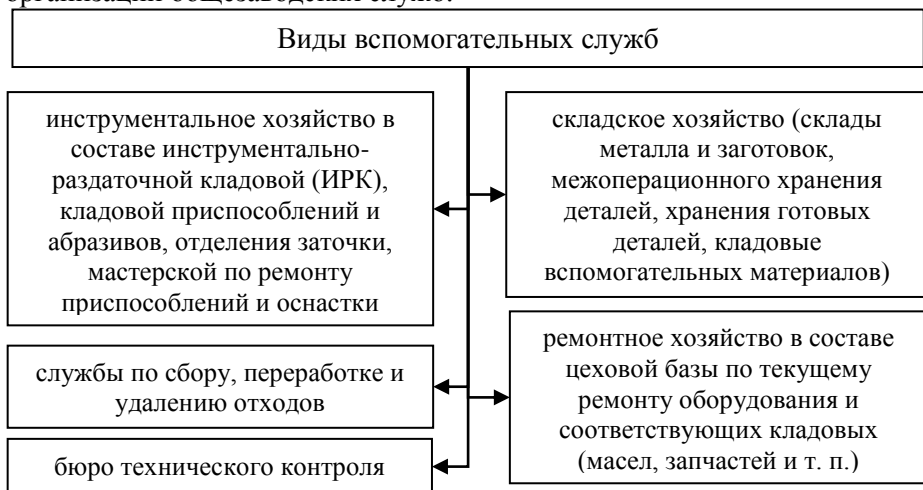 организации общезаводских служб.
Виды вспомогательных служб
инструментальное хозяйство в
составе инструментально-
раздаточной кладовой (ИРК),
кладовой приспособлений и
абразивов, отделения заточки,
мастерской по ремонту
приспособлений и оснастки
складское хозяйство (склады
металла и заготовок,
межоперационного хранения
деталей, хранения готовых
деталей, кладовые
вспомогательных материалов)
службы по сбору, переработке и
удалению отходов
ремонтное хозяйство в составе
цеховой базы по текущему
ремонту оборудования и
соответствующих кладовых
(масел, запчастей и т. п.)
бюро технического контроля